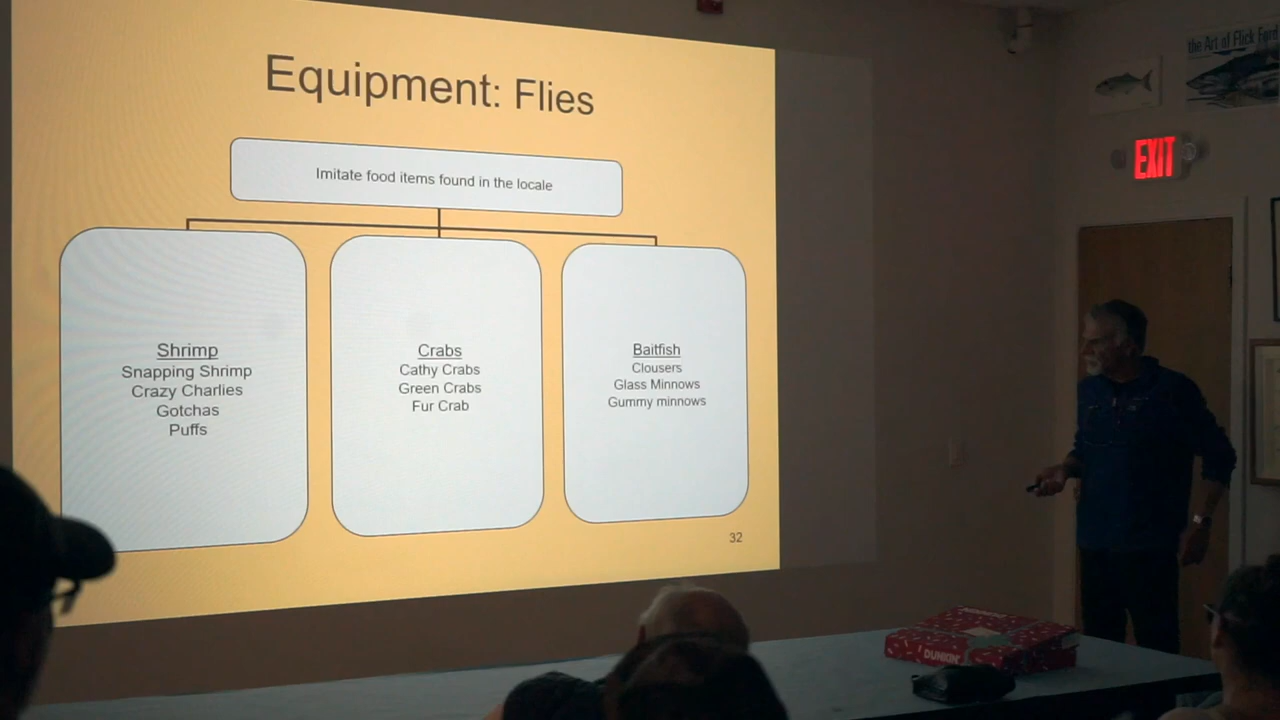 Equipment: Flies
Imitate food items found in the locale
Shrimp
Snapping Shrimp
Crazy Charlies
Gotchas
Puffs
Crabs
Cathy Crabs
Green Crabs
Fur Crab
Baitfish
Clousers
Glass Minnows
Gummy minnows
32
the Art of Flick Ford
EXIT
DUNKIN'